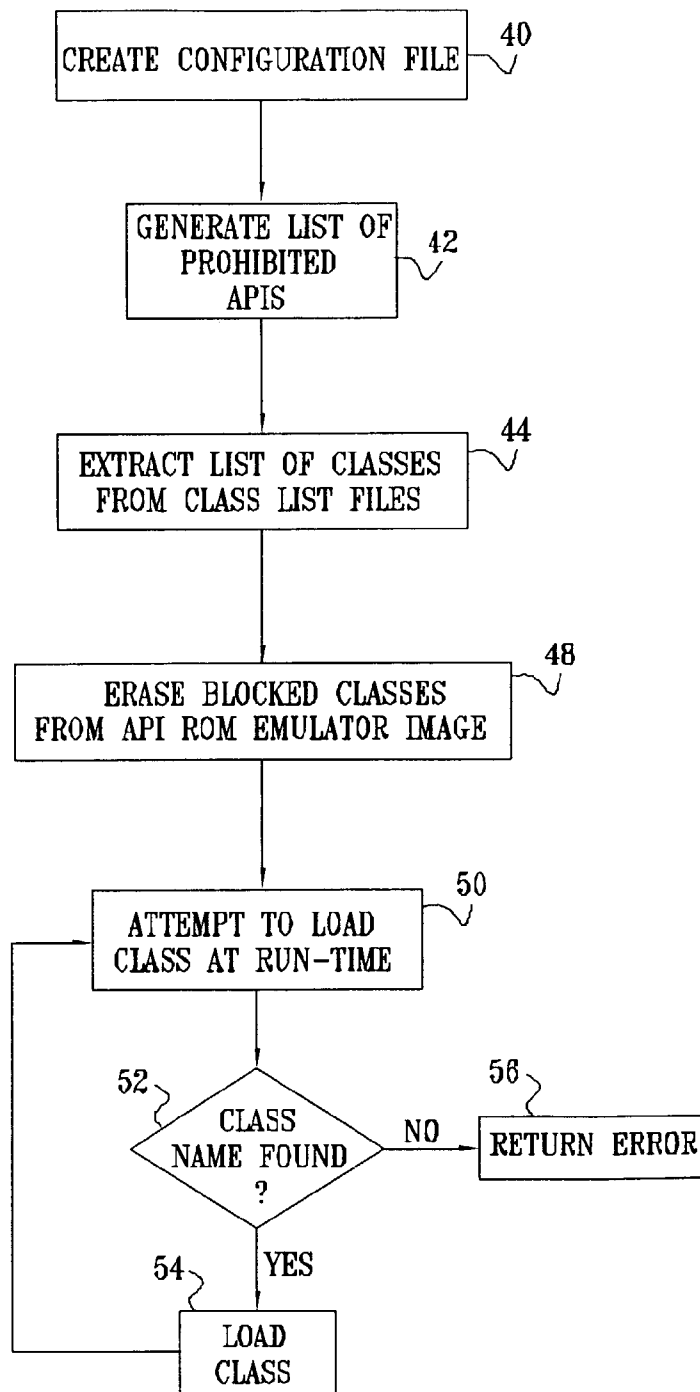 CREATE CONFIGURATION FILE
40
GENERATE LIST OF
PROHIBITED
APIS
42
EXTRACT LIST OF CLASSES
FROM CLASS LIST FILES
44
ERASE BLOCKED CLASSES
FROM API ROM EMULATOR IMAGE
48
ATTEMPT TO LOAD
CLASS AT RUN-TIME
50
52
CLASS
NAME FOUND
?
NO
56
RETURN ERROR
YES
54
LOAD
CLASS